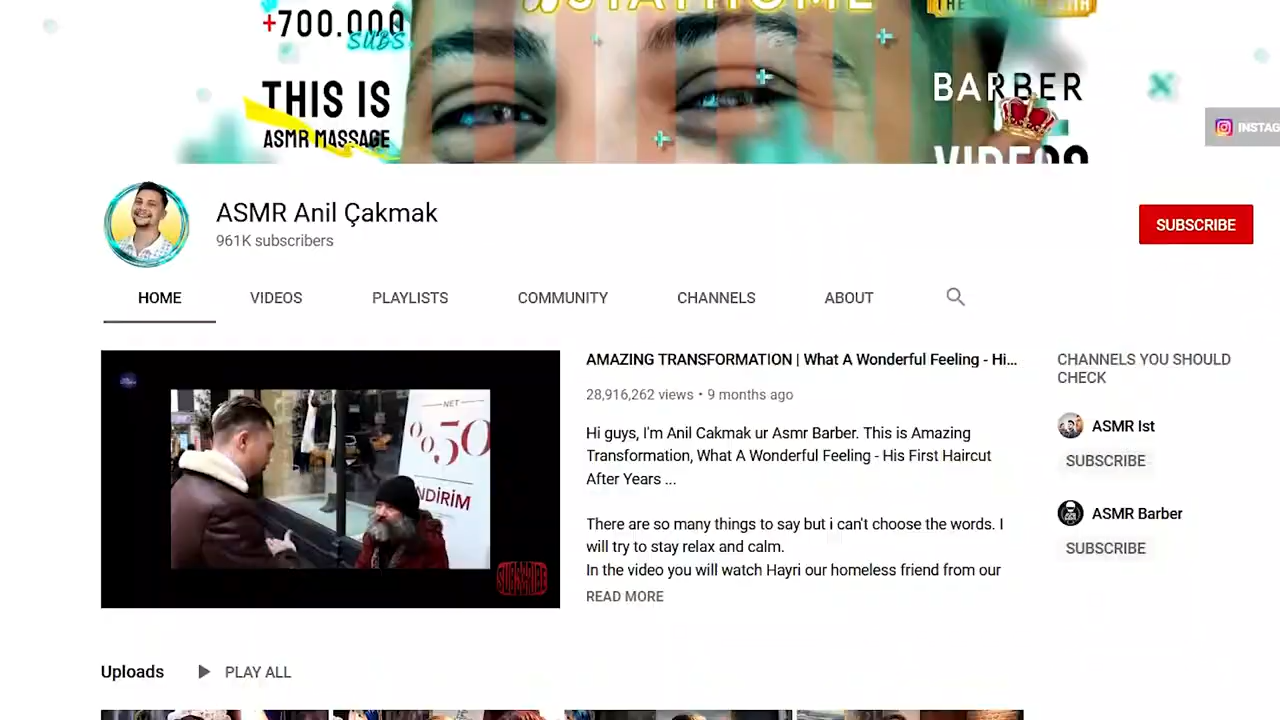 +700.000
SUBS
THIS IS
ASMR MASSAGE
#STAYHOME
BARBER
VIDEOS
ASMR Anil Çakmak
961K subscribers
SUBSCRIBE
HOME
VIDEOS
PLAYLISTS
COMMUNITY
CHANNELS
ABOUT
NET
%50
NDİRİM
SUBSCRIBE
AMAZING TRANSFORMATION | What A Wonderful Feeling - Hi...
28,916,262 views • 9 months ago
Hi guys, I'm Anil Cakmak ur Asmr Barber. This is Amazing
Transformation, What A Wonderful Feeling - His First Haircut
After Years ...
There are so many things to say but i can't choose the words. I
will try to stay relax and calm.
In the video you will watch Hayri our homeless friend from our
READ MORE
CHANNELS YOU SHOULD
CHECK
ASMR Ist
SUBSCRIBE
ASMR Barber
SUBSCRIBE
Uploads
PLAY ALL
INSTAG